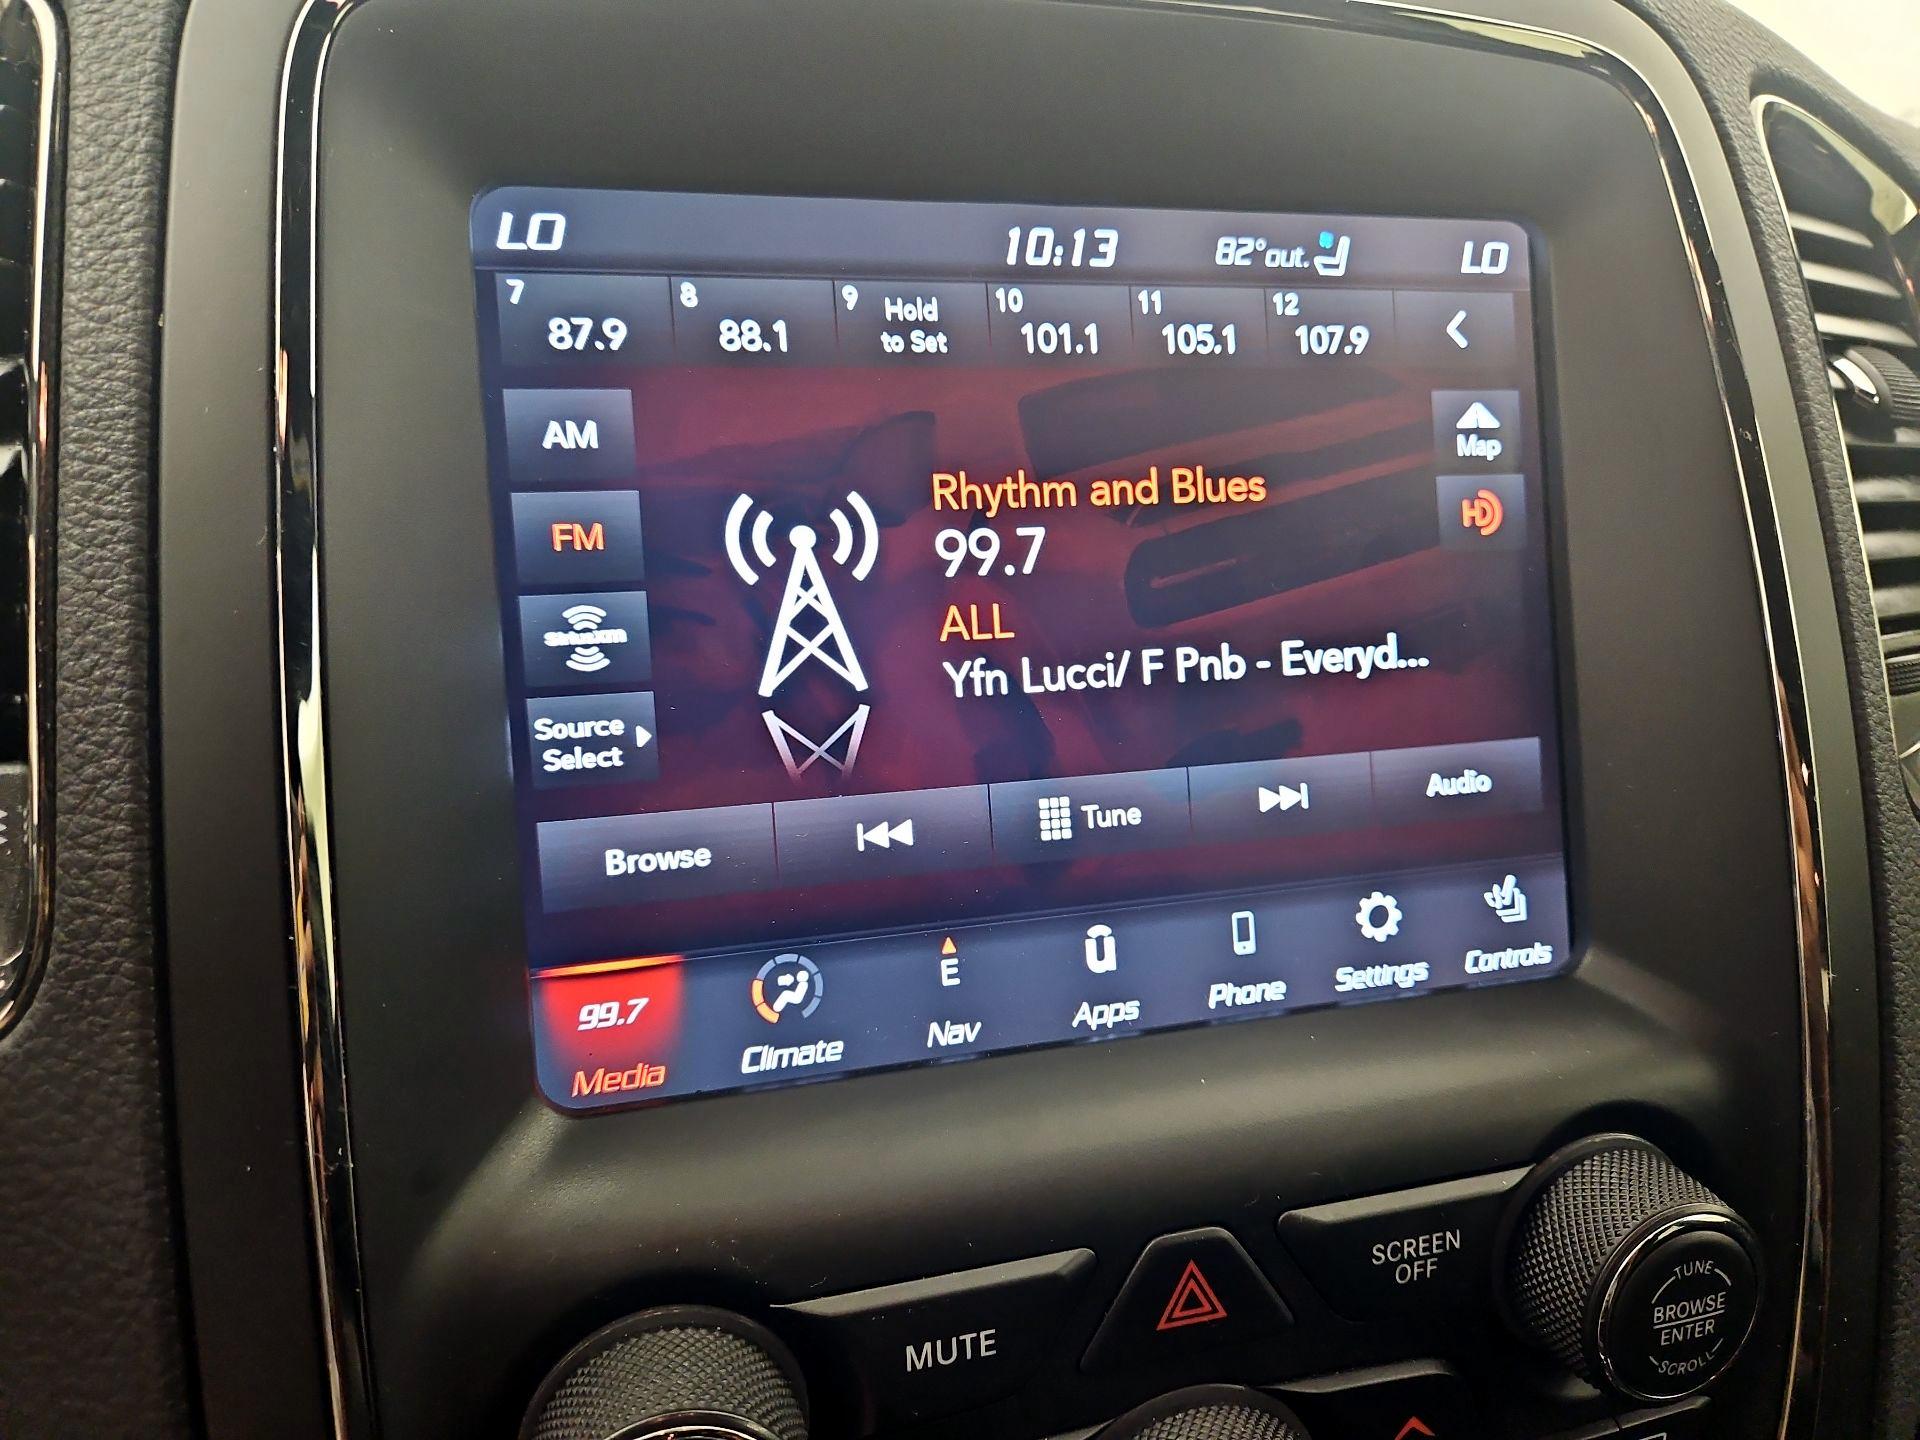 LO 10:13 82°out. LO
7 8 9 Hold 10 11 12
87.9 88.1 to Set 101.1 105.1 107.9
AM
Map
Rhythm and Blues
HD
FM
99.7
ALL
SiriusXM
Yfn Lucci/ F Pnb - Everyd...
Source
Select
Browse Tune Audio
99.7 E
Media Climate Nav Apps Phone Settings Controls
MUTE
SCREEN
OFF
TUNE
BROWSE
ENTER
SCROLL